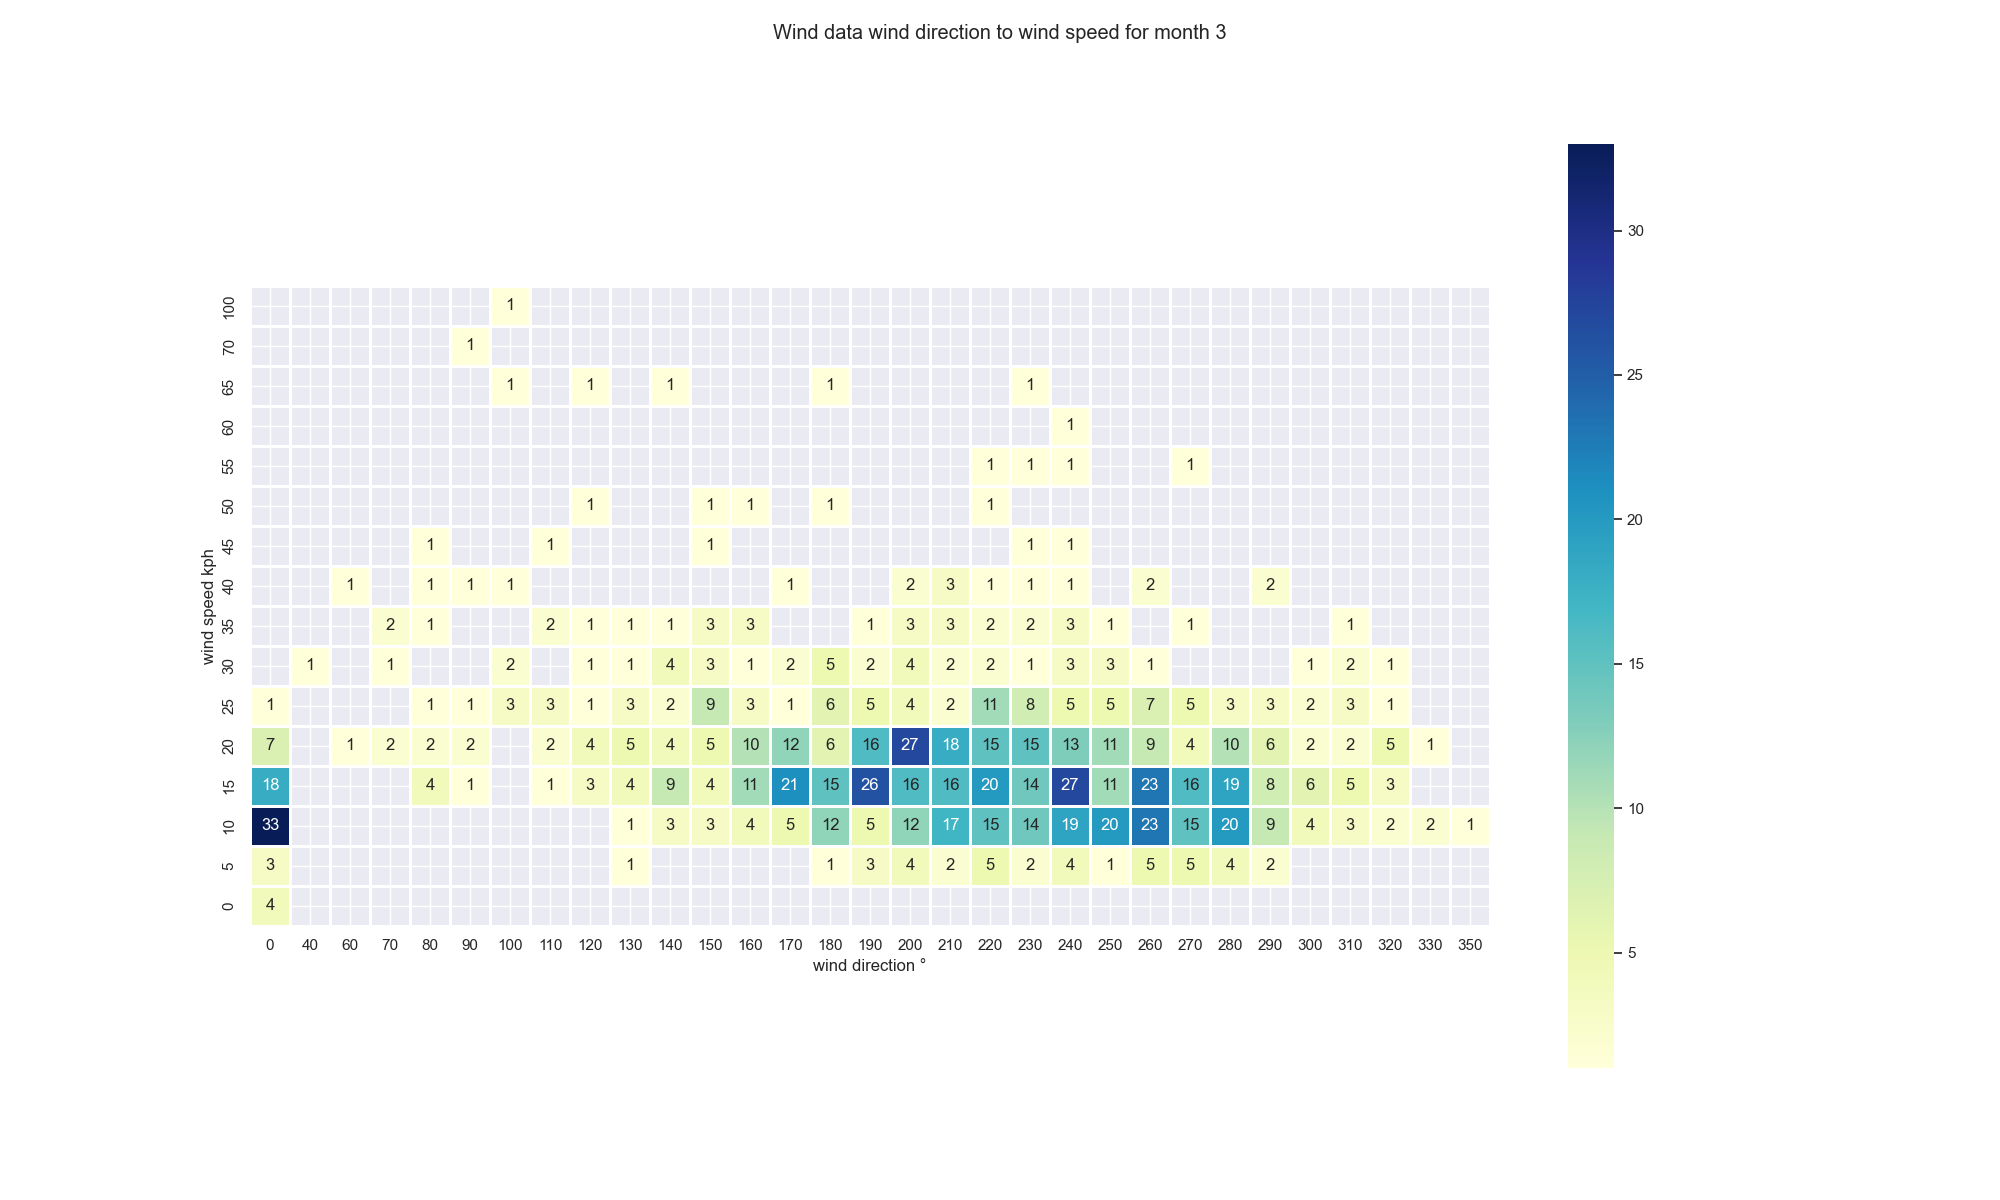 Wind data wind direction to wind speed for month 3
wind speed kph
100 1
70 1
65 1 1 1 1 1
60 1
55 1 1 1 1
50 1 1 1 1 1
45 1 1 1 1 1
40 1 1 1 1 1 2 3 1 1 1 2 2
35 2 1 2 1 1 1 3 3 1 3 3 2 2 3 1 1 1
30 1 1 2 1 1 4 3 1 2 5 2 4 2 2 1 3 3 1 1 2 1
25 1 1 1 3 3 1 3 2 9 3 1 6 5 4 2 11 8 5 5 7 5 3 3 2 3 1
20 7 1 2 2 2 2 4 5 4 5 10 12 6 16 27 18 15 15 13 11 9 4 10 6 2 2 5 1
15 18 4 1 1 3 4 9 4 11 21 15 26 16 16 20 14 27 11 23 16 19 8 6 5 3
10 33 1 3 3 4 5 12 5 12 17 15 14 19 20 23 15 20 9 4 3 2 2 1
5 3 1 1 3 4 2 5 2 4 1 5 5 4 2
0 4
0 40 60 70 80 90 100 110 120 130 140 150 160 170 180 190 200 210 220 230 240 250 260 270 280 290 300 310 320 330 350
wind direction °
30
25
20
15
10
5